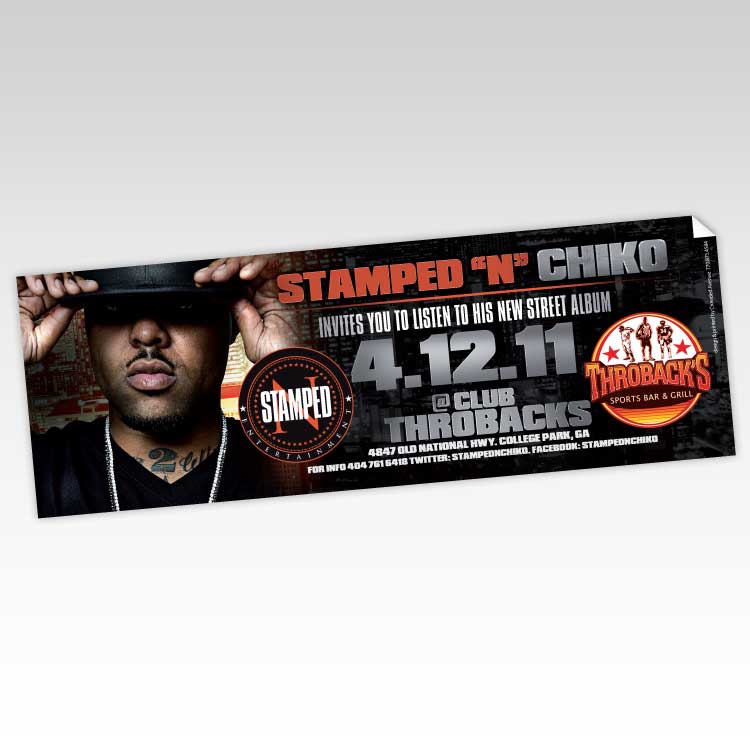 STAMPED "N" CHIKO
INVITES YOU TO LISTEN TO HIS NEW STREET ALBUM
4.12.11
@ CLUB
THROBACKS
4847 OLD NATIONAL HWY. COLLEGE PARK, GA
FOR INFO 404 761 6418 TWITTER: STAMPEDNCHIKO. FACEBOOK: STAMPEDNCHIKO
N
STAMPED
ENTERTAINMENT
THROBACK'S
SPORTS BAR & GRILL
2